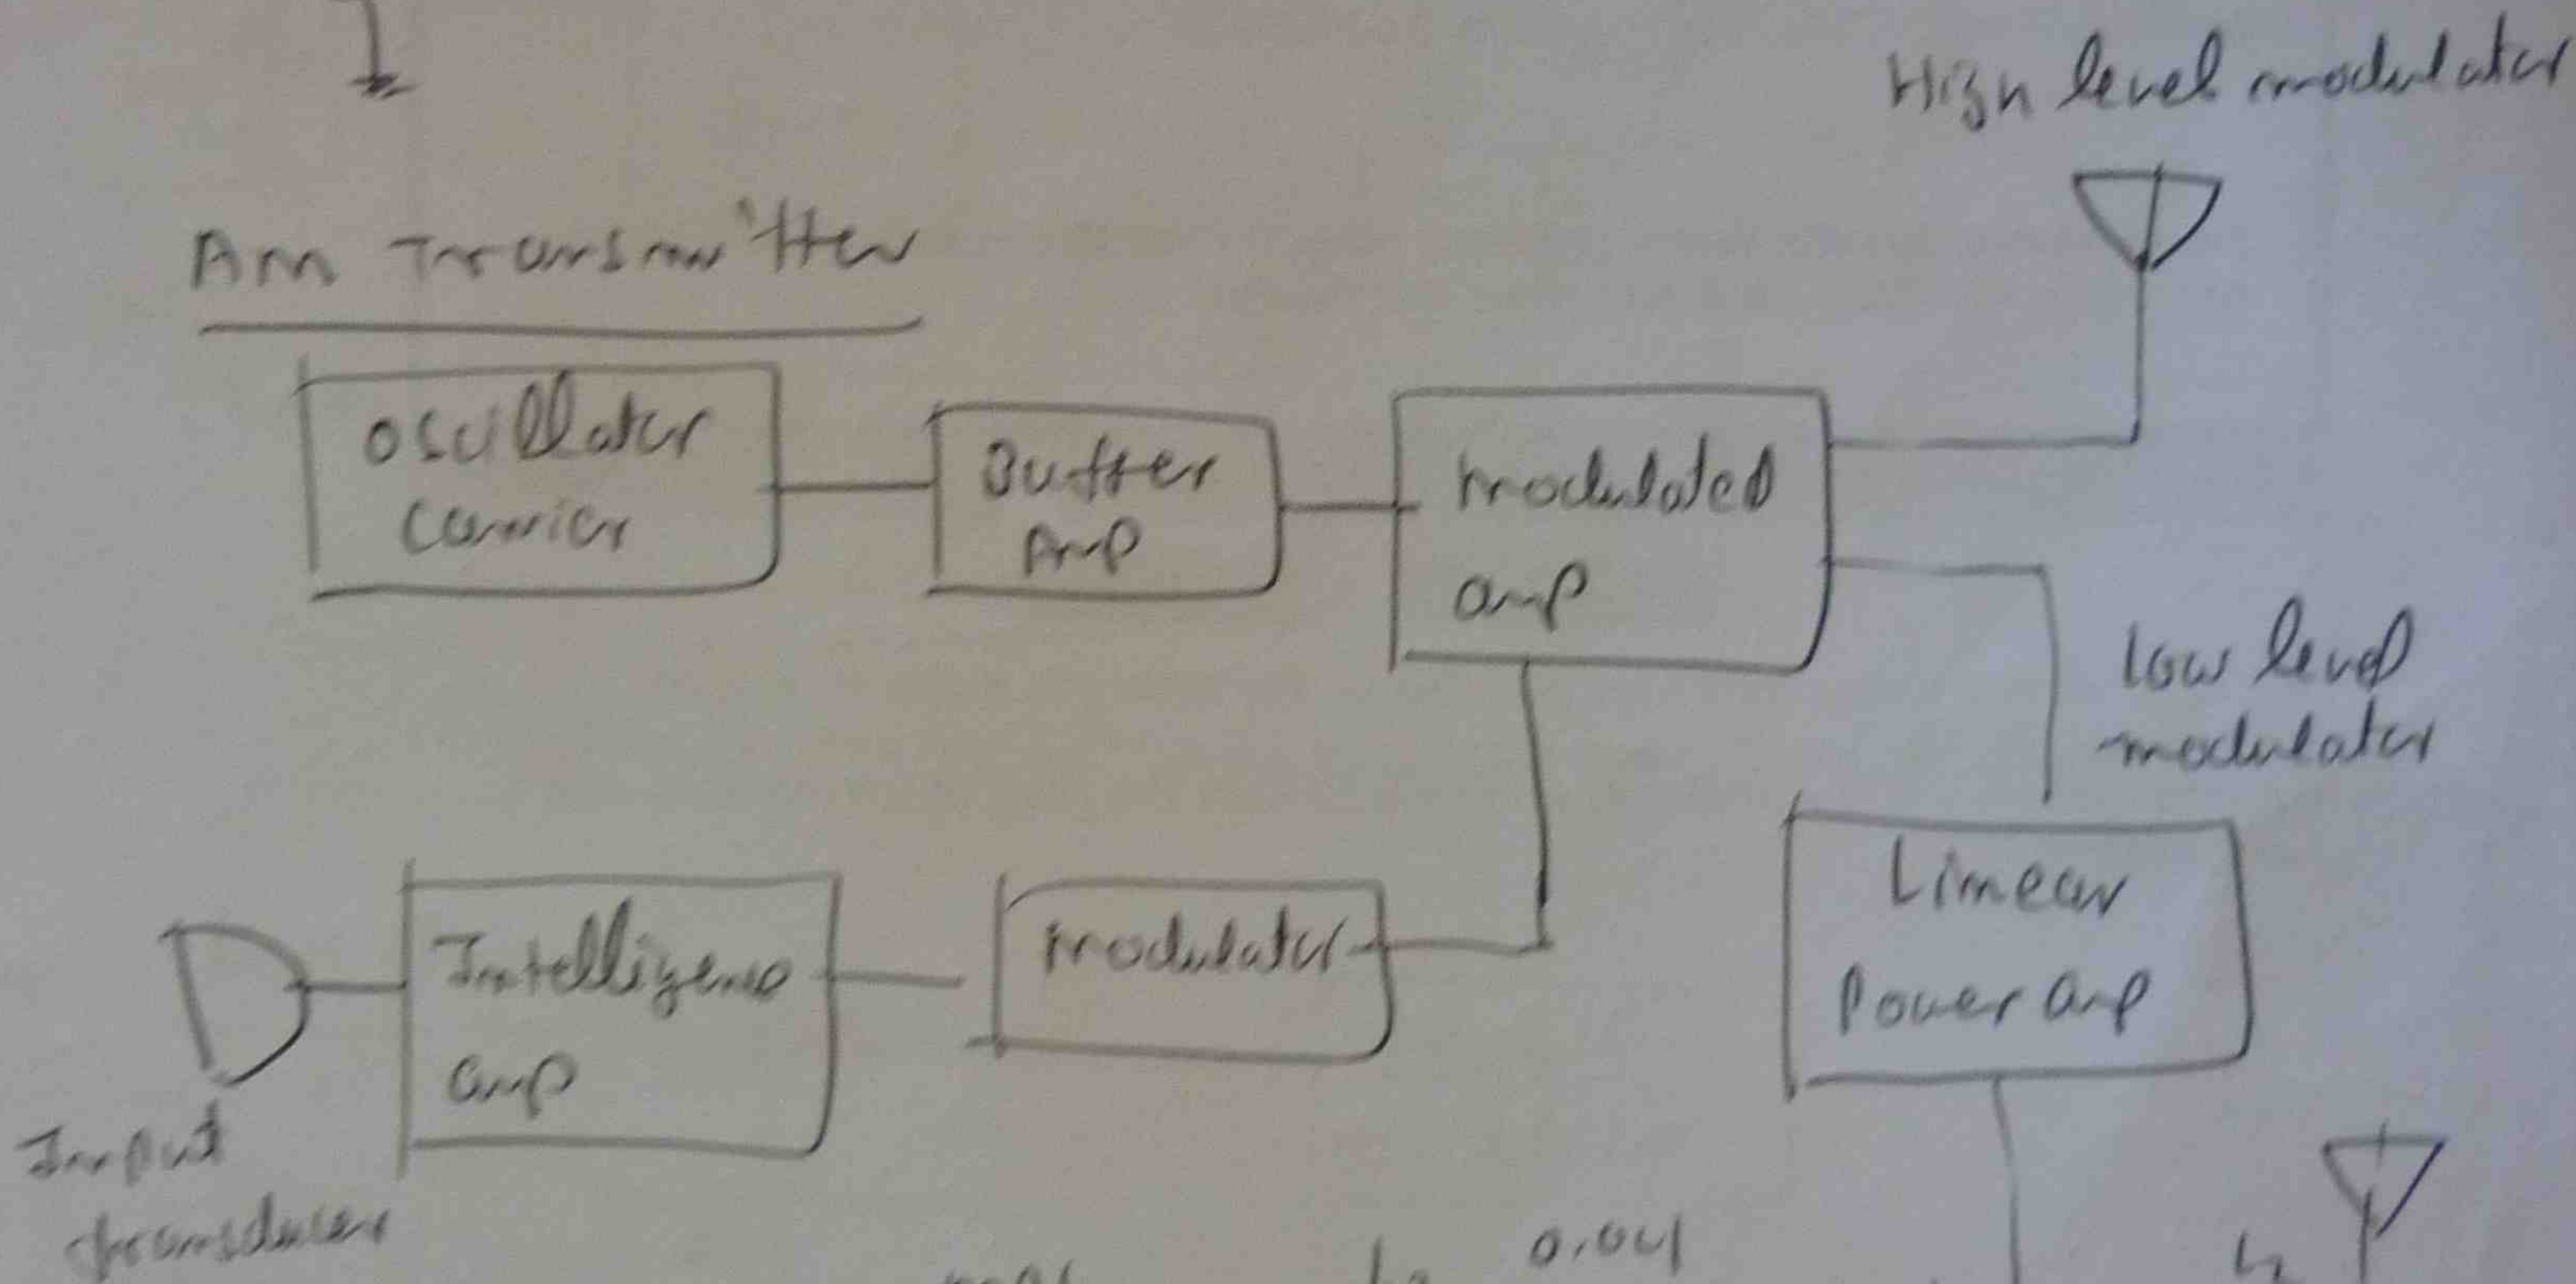 High level modulator
Am Transmitter
Oscillator
Carrier
Buffer
Amp
modulated
amp
Low level
modulator
Intelligence
amp
modulator
Linear
Power amp
Input
transducer
0.001